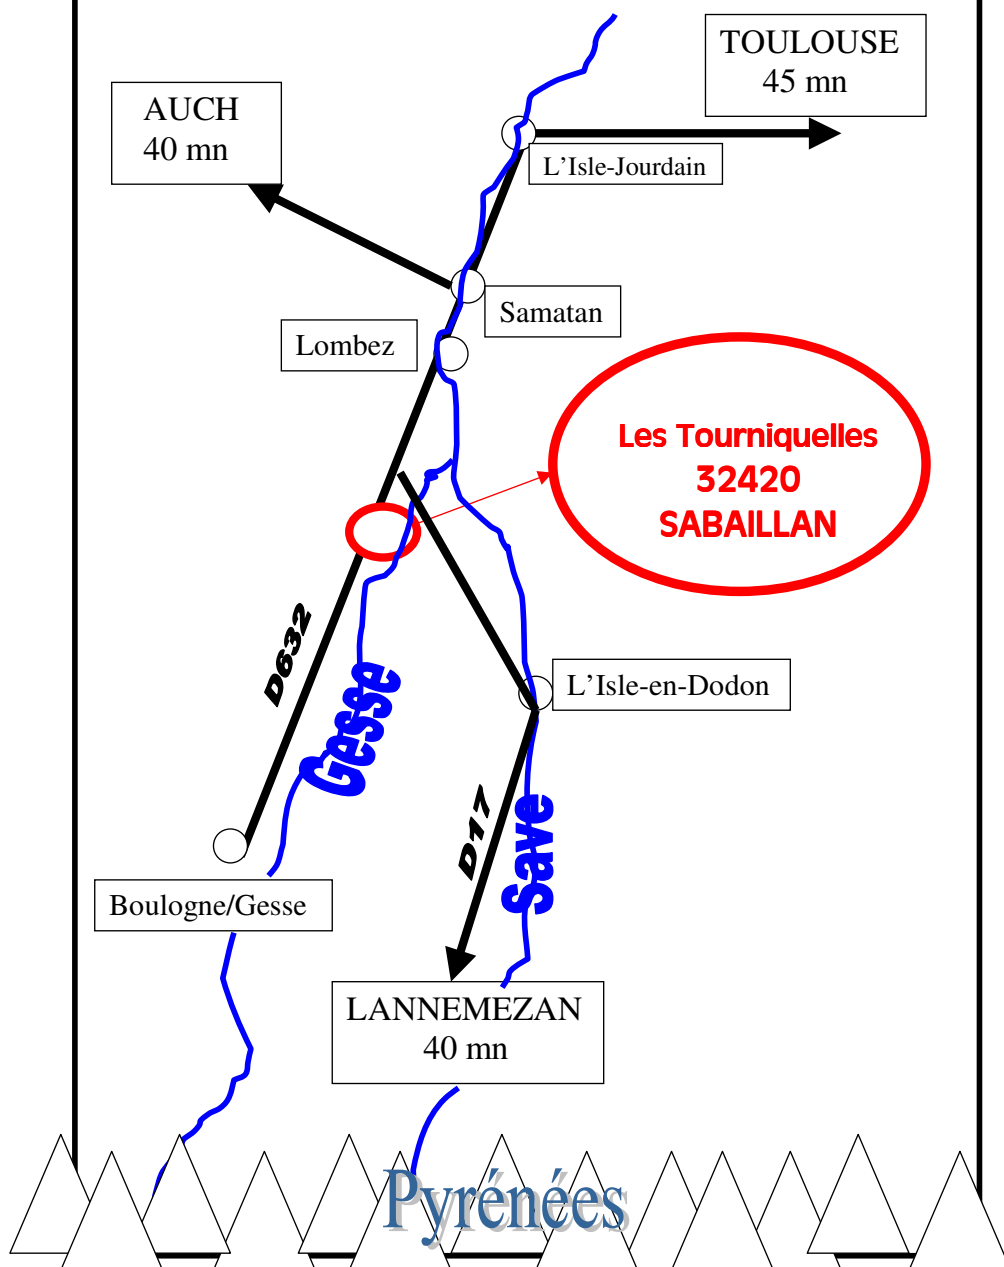 TOULOUSE
45 mn
AUCH
40 mn
L'Isle-Jourdain
Samatan
Lombez
Les Tourniquelles
32420
SABAILLAN
D632
Gesse
L'Isle-en-Dodon
D17
Save
Boulogne/Gesse
LANNEMEZAN
40 mn
Pyrénées